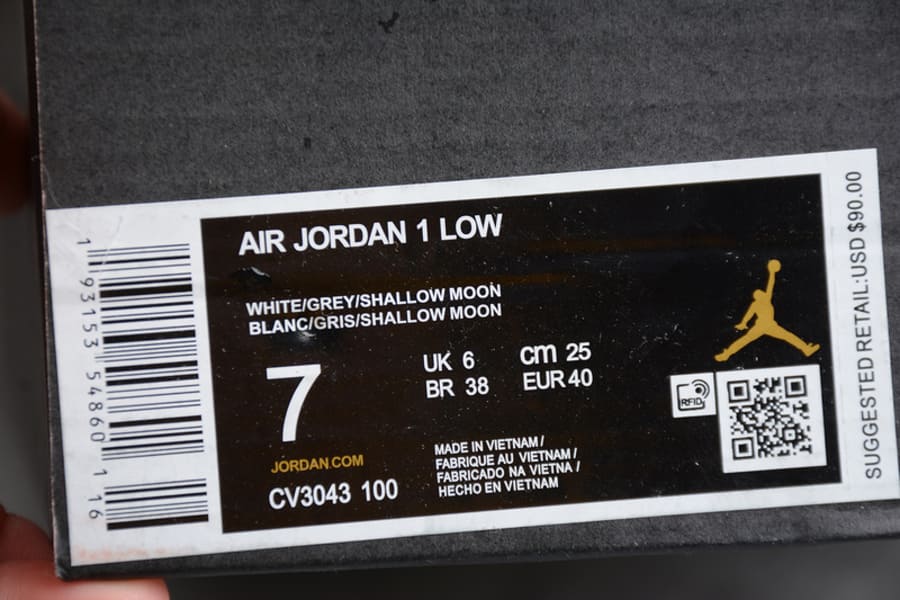 AIR JORDAN 1 LOW
WHITE/GREY/SHALLOW MOON
BLANC/GRIS/SHALLOW MOON
7
UK 6
cm 25
BR 38
EUR 40
JORDAN.COM
CV3043 100
MADE IN VIETNAM /
FABRIQUE AU VIETNAM /
FABRICADO NA VIETNA /
HECHO EN VIETNAM
RFID
1 93153 54860 1 16
SUGGESTED RETAIL:USD $90.00